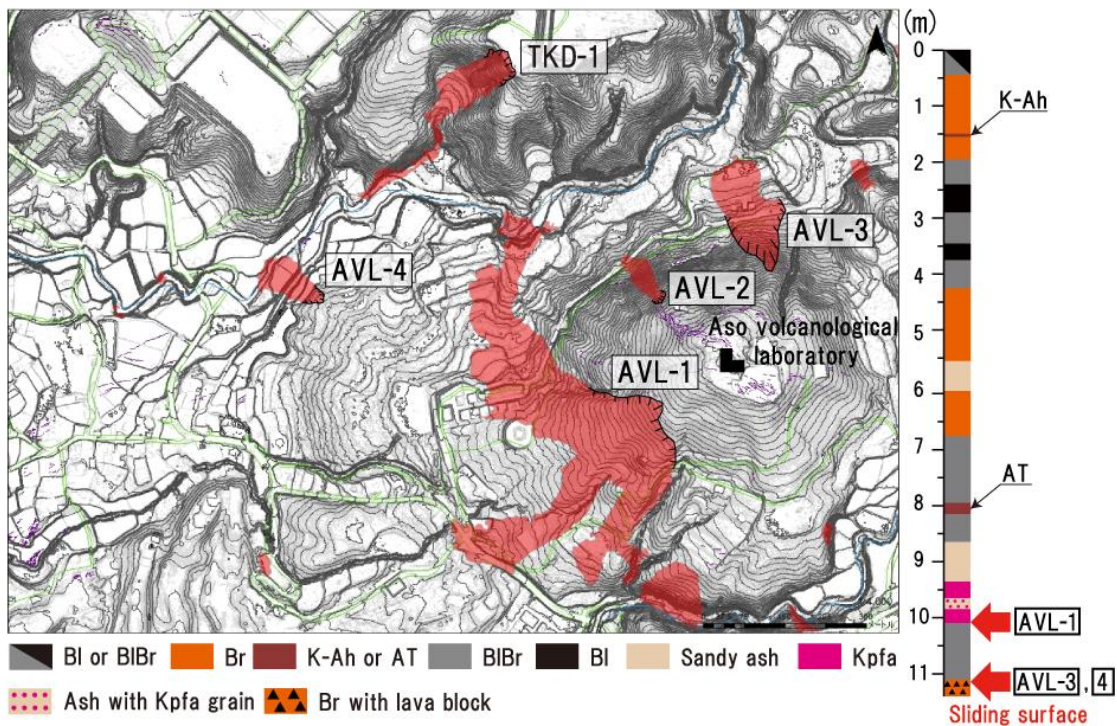 TKD-1
AVL-3
AVL-4
AVL-2
Aso volcanological
laboratory
AVL-1
(m)
0
1
K-Ah
2
3
4
5
6
7
AT
8
9
10
AVL-1
11
AVL-3, 4
Sliding surface
Bl or BlBr
Br
K-Ah or AT
BlBr
Bl
Sandy ash
Kpfa
Ash with Kpfa grain
Br with lava block